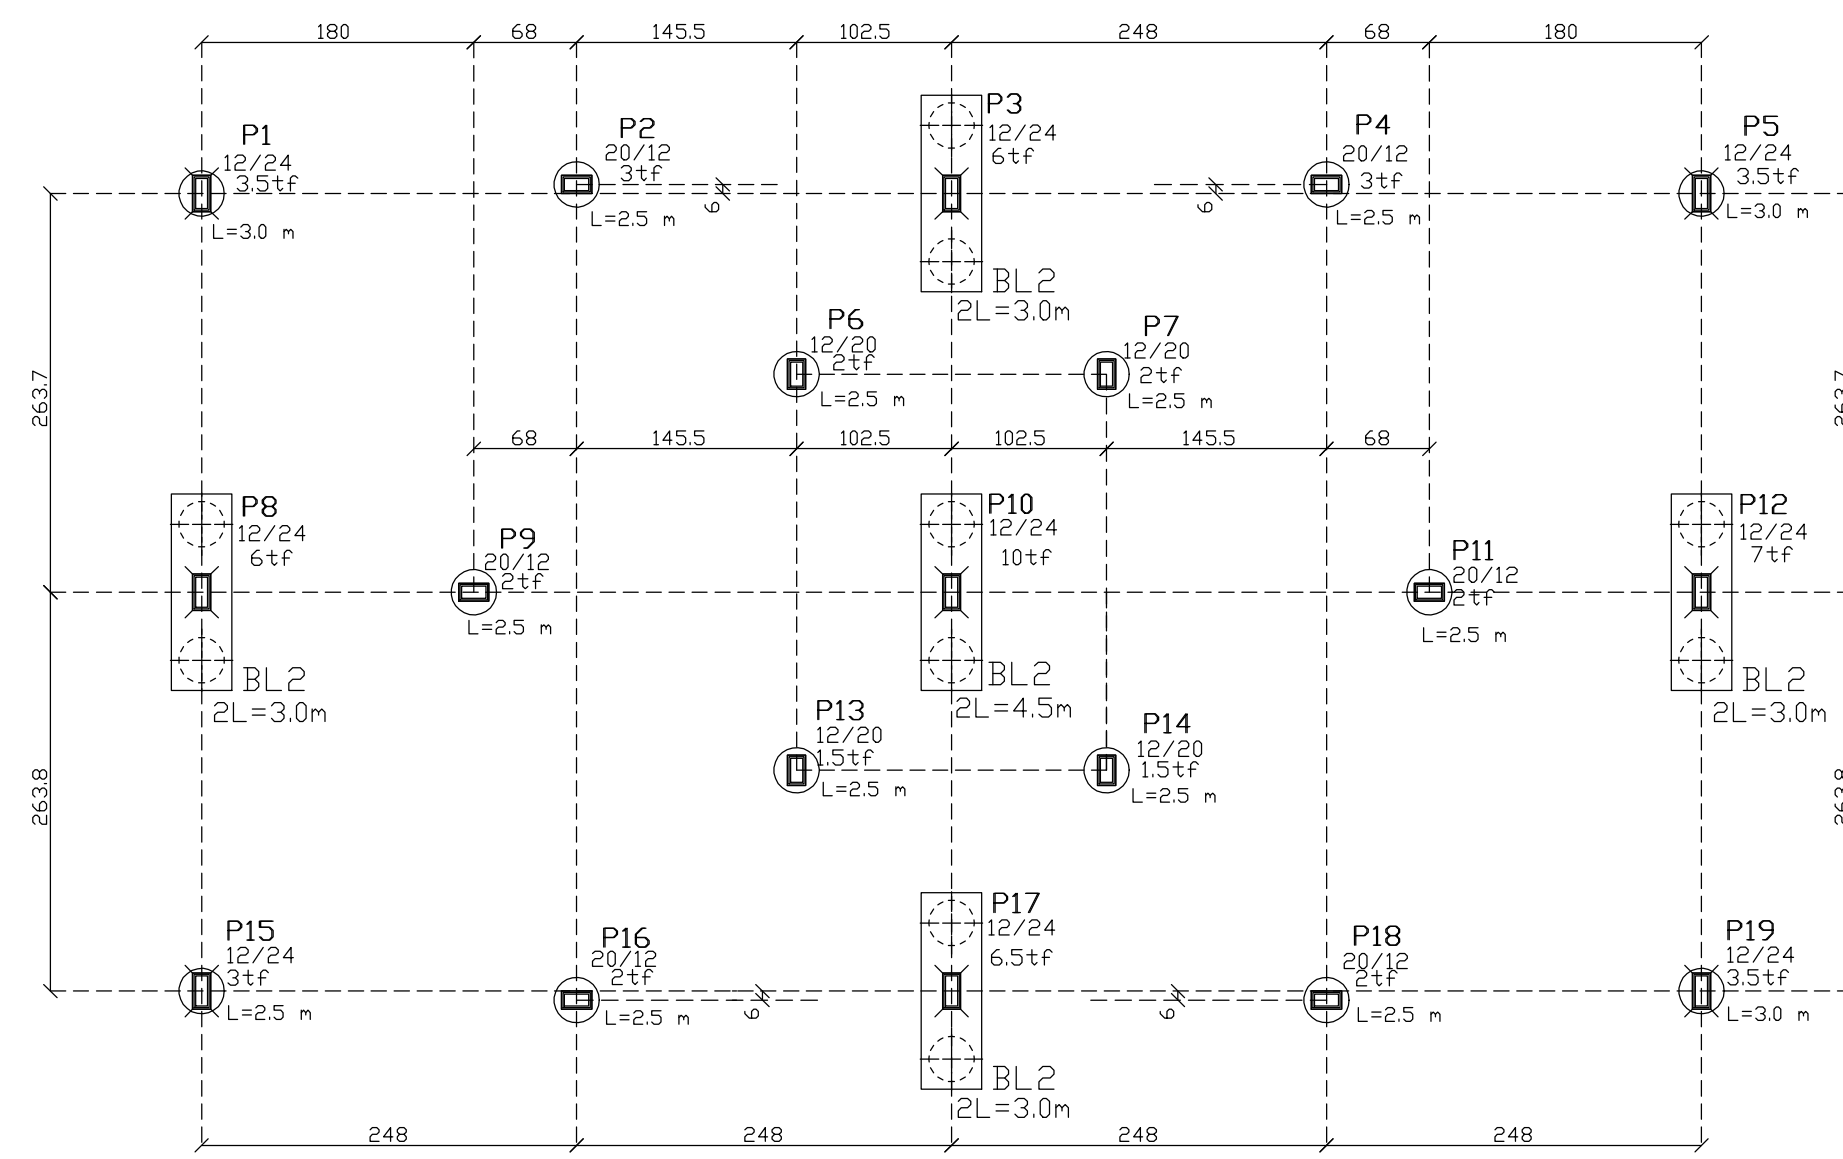 180
68
145.5
102.5
248
68
180
P1
12/24
3.5tf
L=3.0 m
P2
20/12
3tf
L=2.5 m
6
P3
12/24
6tf
BL2
2L=3.0m
P4
20/12
3tf
L=2.5 m
6
P5
12/24
3.5tf
L=3.0 m
P6
12/20
2tf
L=2.5 m
P7
12/20
2tf
L=2.5 m
263.7
263.7
68
145.5
102.5
102.5
145.5
68
P8
12/24
6tf
BL2
2L=3.0m
P9
20/12
2tf
L=2.5 m
P10
12/24
10tf
BL2
2L=4.5m
P11
20/12
2tf
L=2.5 m
P12
12/24
7tf
BL2
2L=3.0m
P13
12/20
1.5tf
L=2.5 m
P14
12/20
1.5tf
L=2.5 m
263.8
263.8
P15
12/24
3tf
L=2.5 m
P16
20/12
2tf
L=2.5 m
6
P17
12/24
6.5tf
BL2
2L=3.0m
P18
20/12
2tf
L=2.5 m
6
P19
12/24
3.5tf
L=3.0 m
248
248
248
248